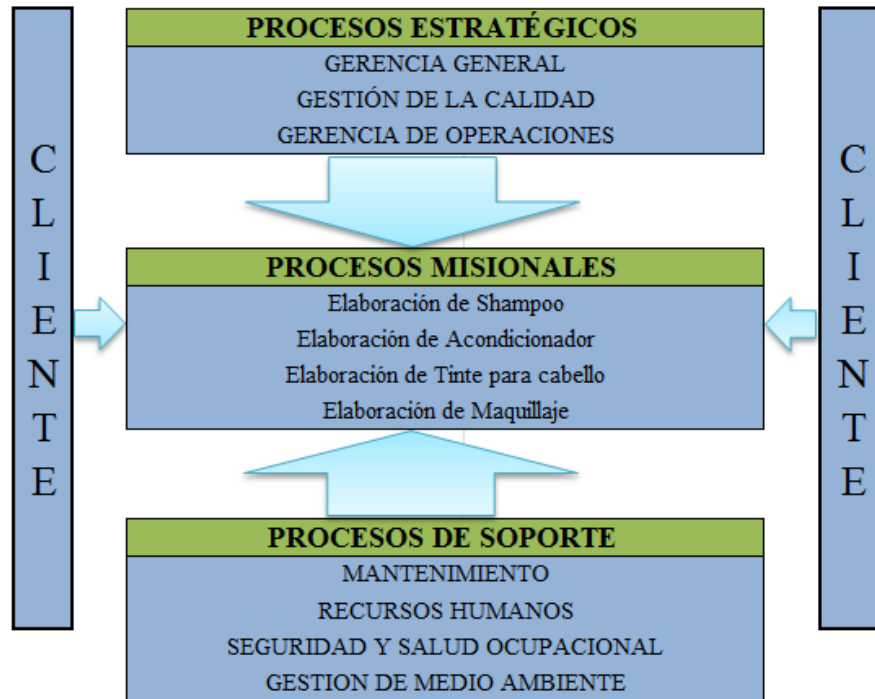 CLIENTE
PROCESOS ESTRATÉGICOS
GERENCIA GENERAL
GESTIÓN DE LA CALIDAD
GERENCIA DE OPERACIONES
PROCESOS MISIONALES
Elaboración de Shampoo
Elaboración de Acondicionador
Elaboración de Tinte para cabello
Elaboración de Maquillaje
PROCESOS DE SOPORTE
MANTENIMIENTO
RECURSOS HUMANOS
SEGURIDAD Y SALUD OCUPACIONAL
GESTION DE MEDIO AMBIENTE
CLIENTE